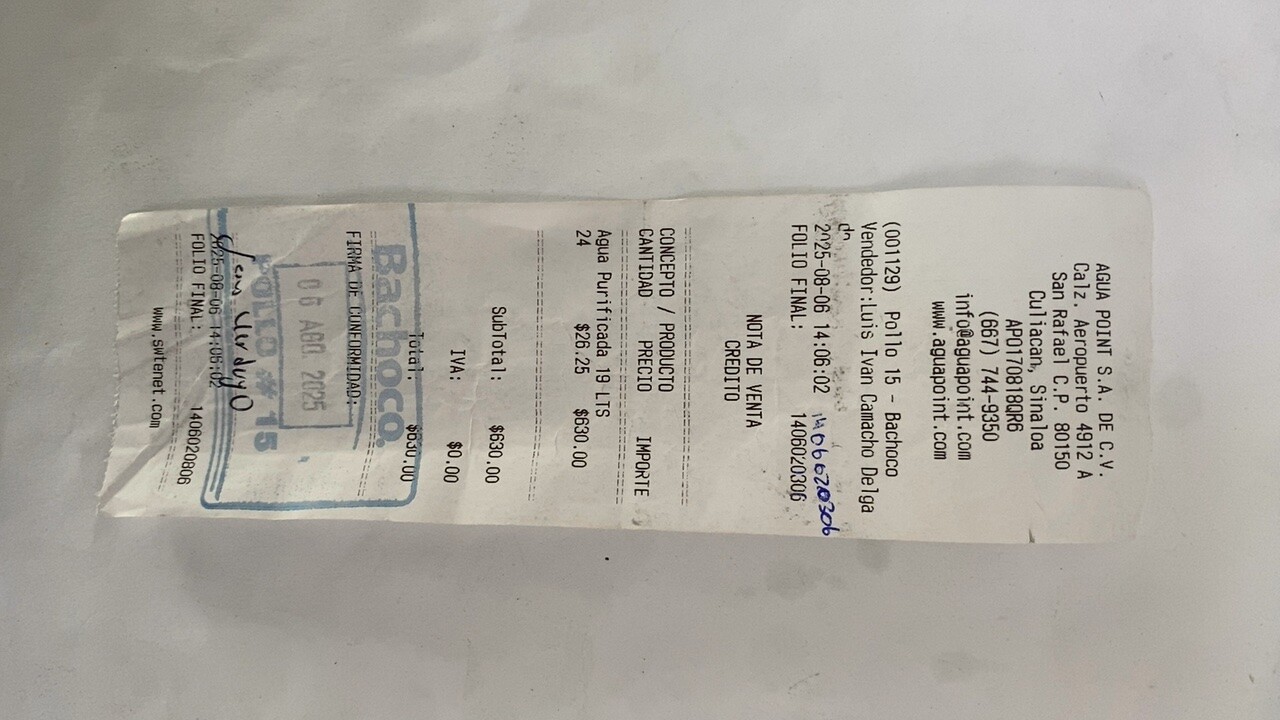 AGUA POINT S.A. DE C.V.
Calz. Aeropuerto 4912 A
San Rafael C.P. 80150
Culiacan, Sinaloa
APO170818QR6
(667) 744-9350
info@aguapoint.com
www.aguapoint.com
(001129) Pollo 15 - Bachoco
Vendedor:Luis Ivan Camacho Delga
2025-08-06 14:06:02 1406020306
FOLIO FINAL: 1406020306
NOTA DE VENTA
CREDITO
CONCEPTO / PRODUCTO
CANTIDAD PRECIO IMPORTE
Agua Purificada 19 LTS
24 $26.25 $630.00
SubTotal: $630.00
IVA: $0.00
Total: $630.00
Bachoco.
FIRMA DE CONFORMIDAD:
06 AGO 2025
POLLO # 15
2025-08-06 14:06:02
FOLIO FINAL: 1406020806
www.swtenet.com